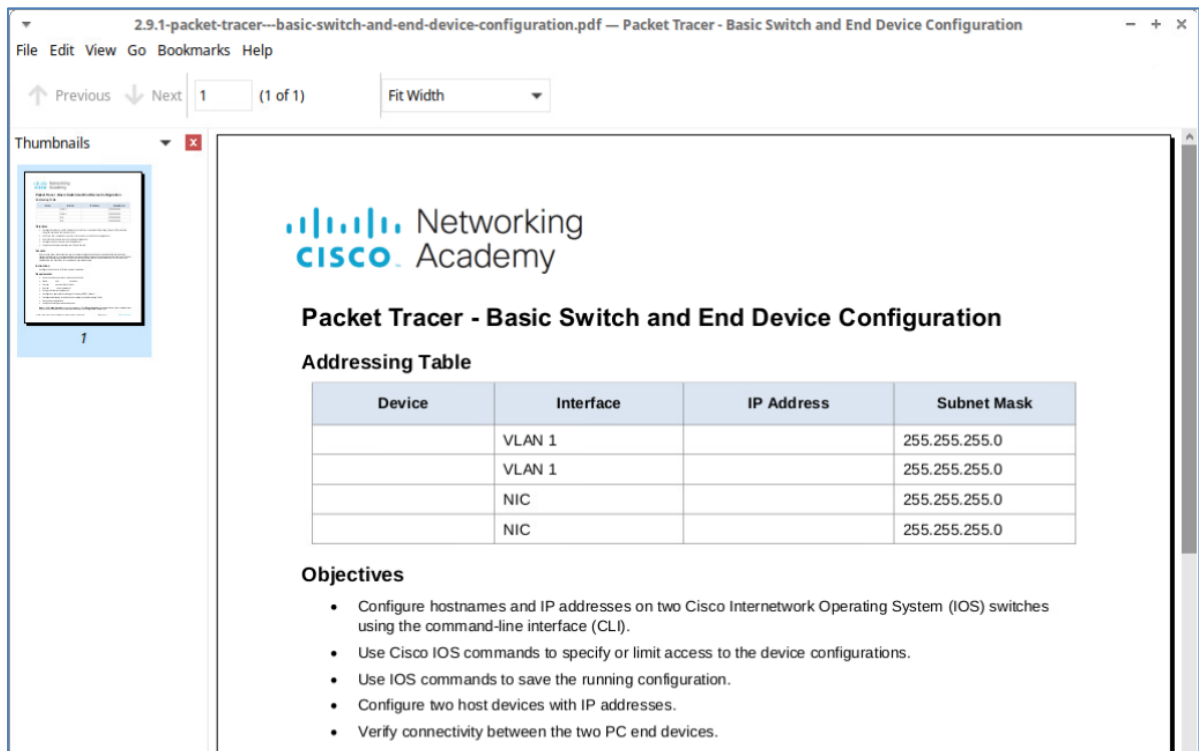 2.9.1-packet-tracer---basic-switch-and-end-device-configuration.pdf — Packet Tracer - Basic Switch and End Device Configuration
File Edit View Go Bookmarks Help
Previous Next 1 (1 of 1) Fit Width
Thumbnails
1
Networking
CISCO Academy
Packet Tracer - Basic Switch and End Device Configuration
Addressing Table
Device Interface IP Address Subnet Mask
VLAN 1 255.255.255.0
VLAN 1 255.255.255.0
NIC 255.255.255.0
NIC 255.255.255.0
Objectives
• Configure hostnames and IP addresses on two Cisco Internetwork Operating System (IOS) switches
using the command-line interface (CLI).
• Use Cisco IOS commands to specify or limit access to the device configurations.
• Use IOS commands to save the running configuration.
• Configure two host devices with IP addresses.
• Verify connectivity between the two PC end devices.